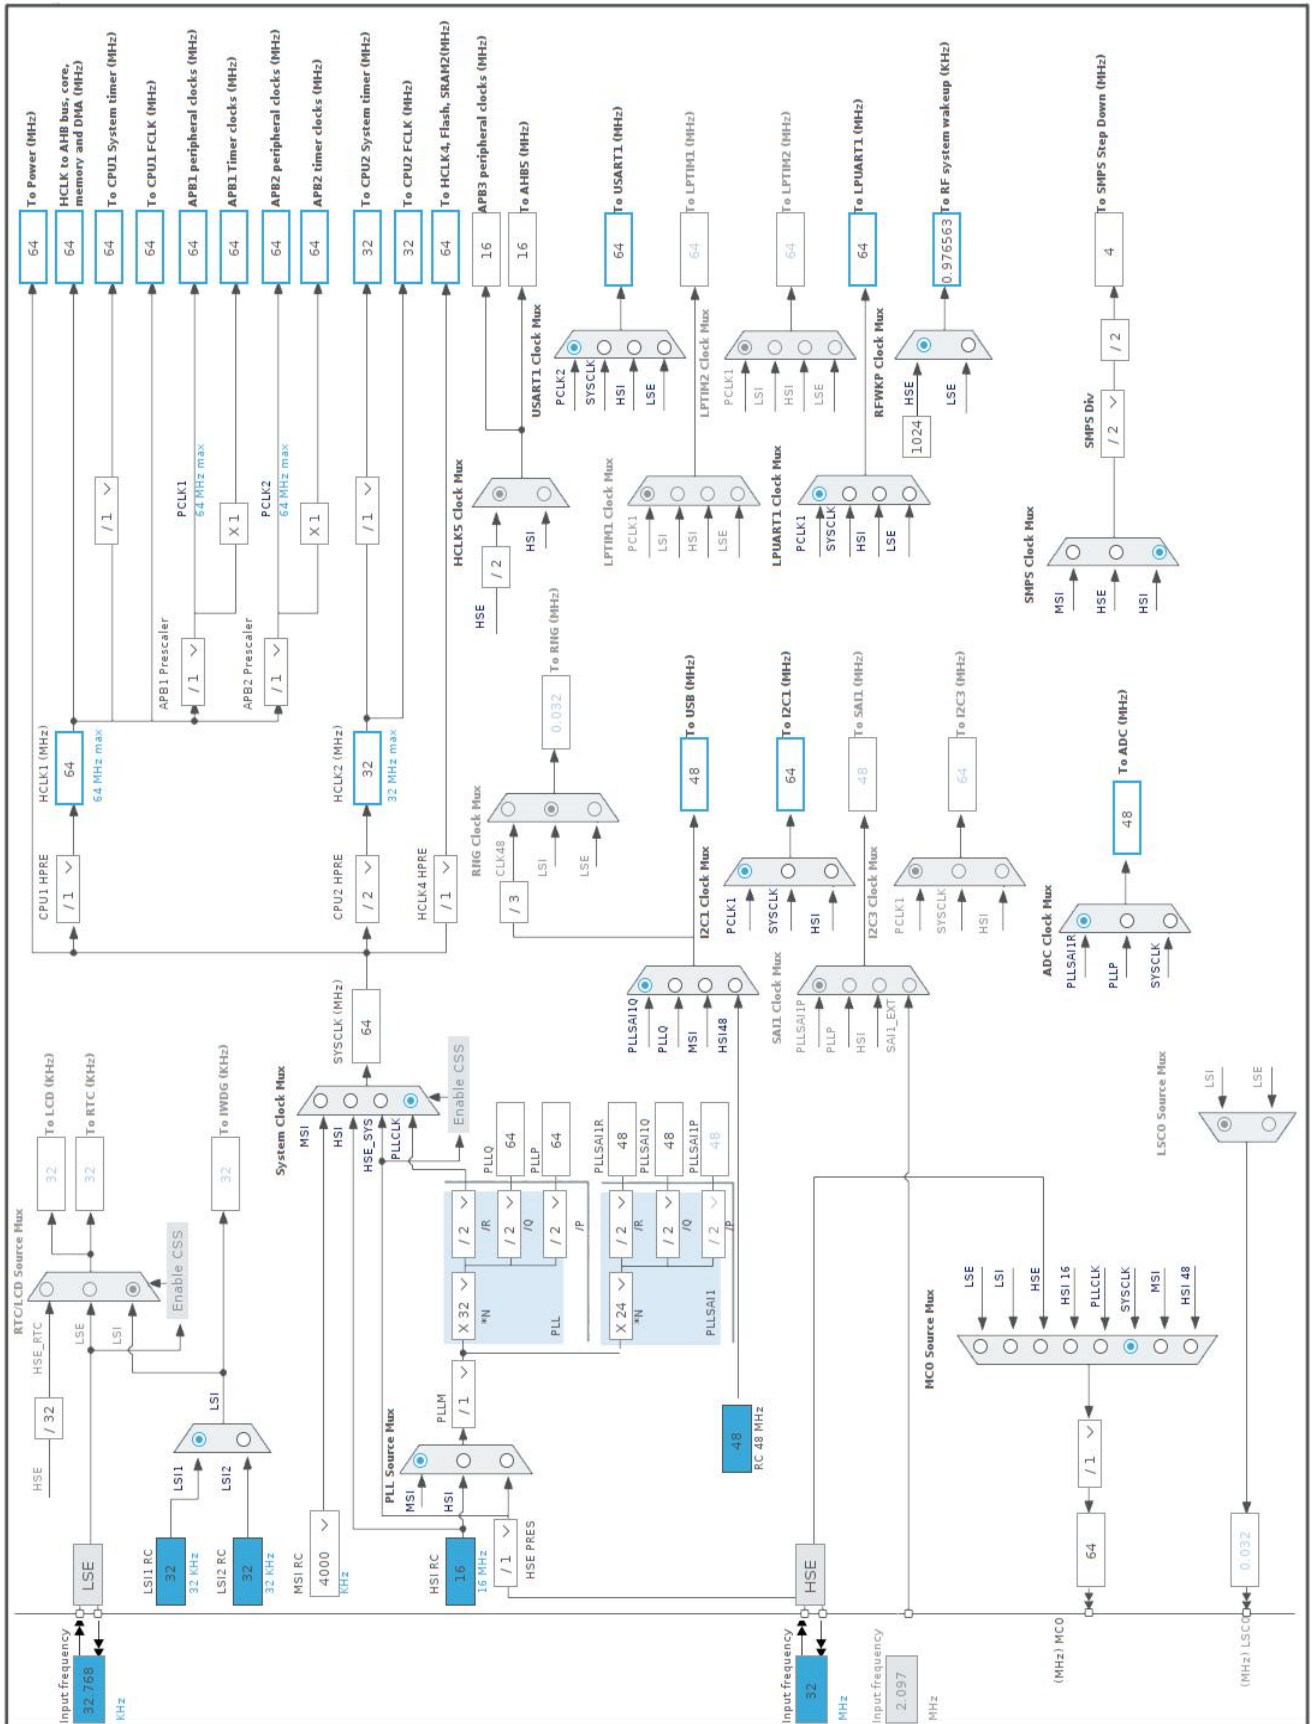 Input frequency
32.768
KHz
LSE
HSE
/ 32
HSE_RTC
LSE
LSI
RTC/LCD Source Mux
Enable CSS
32
To LCD (KHz)
32
To RTC (KHz)
LSI1 RC
32
32 KHz
LSI1
LSI2 RC
32
32 KHz
LSI2
LSI
32
To IWDG (KHz)
MSI RC
4000
KHz
HSI RC
16
16 MHz
/ 1
HSE PRES
PLL Source Mux
MSI
HSI
PLLM
/ 1
X 32
*N
/ 2
/R
/ 2
/Q
/ 2
/P
PLL
PLLQ
64
PLLP
64
X 24
*N
/ 2
/R
/ 2
/Q
/ 2
/P
PLLSAI1
PLLSAI1R
48
PLLSAI1Q
48
PLLSAI1P
48
48
RC 48 MHz
System Clock Mux
MSI
HSI
HSE_SYS
PLLCLK
Enable CSS
SYSCLK (MHz)
64
CPU1 HPRE
/ 1
HCLK1 (MHz)
64
64 MHz max
CPU2 HPRE
/ 2
HCLK2 (MHz)
32
32 MHz max
HCLK4 HPRE
/ 1
APB1 Prescaler
/ 1
APB2 Prescaler
/ 1
/ 1
PCLK1
64 MHz max
X 1
PCLK2
64 MHz max
X 1
/ 1
64
To Power (MHz)
64
HCLK to AHB bus, core,
memory and DMA (MHz)
64
To CPU1 System timer (MHz)
64
To CPU1 FCLK (MHz)
64
APB1 peripheral clocks (MHz)
64
APB1 Timer clocks (MHz)
64
APB2 peripheral clocks (MHz)
64
APB2 timer clocks (MHz)
32
To CPU2 System timer (MHz)
32
To CPU2 FCLK (MHz)
64
To HCLK4, Flash, SRAM2(MHz)
16
APB3 peripheral clocks (MHz)
16
To AHB5 (MHz)
HCLK5 Clock Mux
HSE
/ 2
HSI
RNG Clock Mux
/ 3
CLK48
LSI
LSE
0.032
To RNG (MHz)
USART1 Clock Mux
PCLK2
SYSCLK
HSI
LSE
64
To USART1 (MHz)
LPTIM1 Clock Mux
PCLK1
LSI
HSI
LSE
64
To LPTIM1 (MHz)
LPTIM2 Clock Mux
PCLK1
LSI
HSI
LSE
64
To LPTIM2 (MHz)
LPUART1 Clock Mux
PCLK1
SYSCLK
HSI
LSE
64
To LPUART1 (MHz)
RFWKP Clock Mux
1024
HSE
LSE
0.976563
To RF system wakeup (KHz)
PLLSAI1Q
PLLQ
MSI
HSI48
48
To USB (MHz)
I2C1 Clock Mux
PCLK1
SYSCLK
HSI
64
To I2C1 (MHz)
SAI1 Clock Mux
PLLSAI1P
PLLP
HSI
SAI1_EXT
48
To SAI1 (MHz)
I2C3 Clock Mux
PCLK1
SYSCLK
HSI
64
To I2C3 (MHz)
SMPS Clock Mux
MSI
HSE
HSI
SMPS Div
/ 2
/ 2
4
To SMPS Step Down (MHz)
ADC Clock Mux
PLLSAI1R
PLLP
SYSCLK
48
To ADC (MHz)
Input frequency
32
MHz
HSE
Input frequency
2.097
MHz
MCO Source Mux
LSE
LSI
HSE
HSI 16
PLLCLK
SYSCLK
MSI
HSI 48
/ 1
64
(MHz) MCO
LSCO Source Mux
LSI
LSE
0.032
(MHz) LSCO